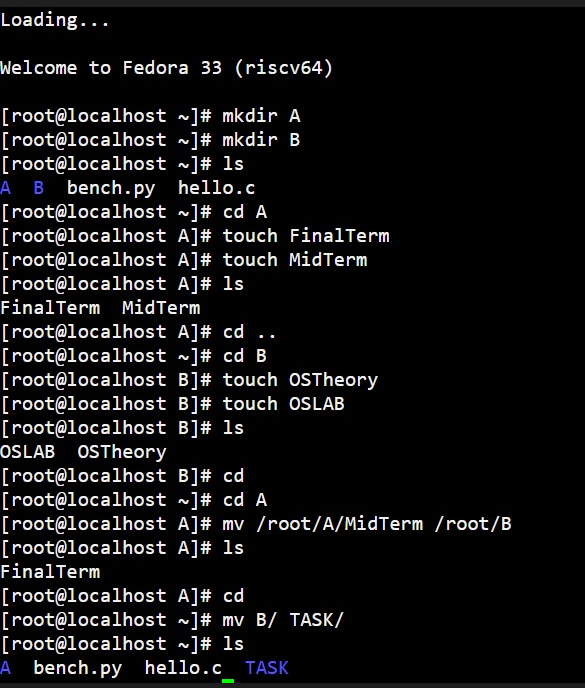 Loading...
Welcome to Fedora 33 (riscv64)
[root@localhost ~]# mkdir A
[root@localhost ~]# mkdir B
[root@localhost ~]# ls
A  B  bench.py  hello.c
[root@localhost ~]# cd A
[root@localhost A]# touch FinalTerm
[root@localhost A]# touch MidTerm
[root@localhost A]# ls
FinalTerm  MidTerm
[root@localhost A]# cd ..
[root@localhost ~]# cd B
[root@localhost B]# touch OSTheory
[root@localhost B]# touch OSLAB
[root@localhost B]# ls
OSLAB  OSTheory
[root@localhost B]# cd
[root@localhost ~]# cd A
[root@localhost A]# mv /root/A/MidTerm /root/B
[root@localhost A]# ls
FinalTerm
[root@localhost A]# cd
[root@localhost ~]# mv B/ TASK/
[root@localhost ~]# ls
A  bench.py  hello.c  TASK